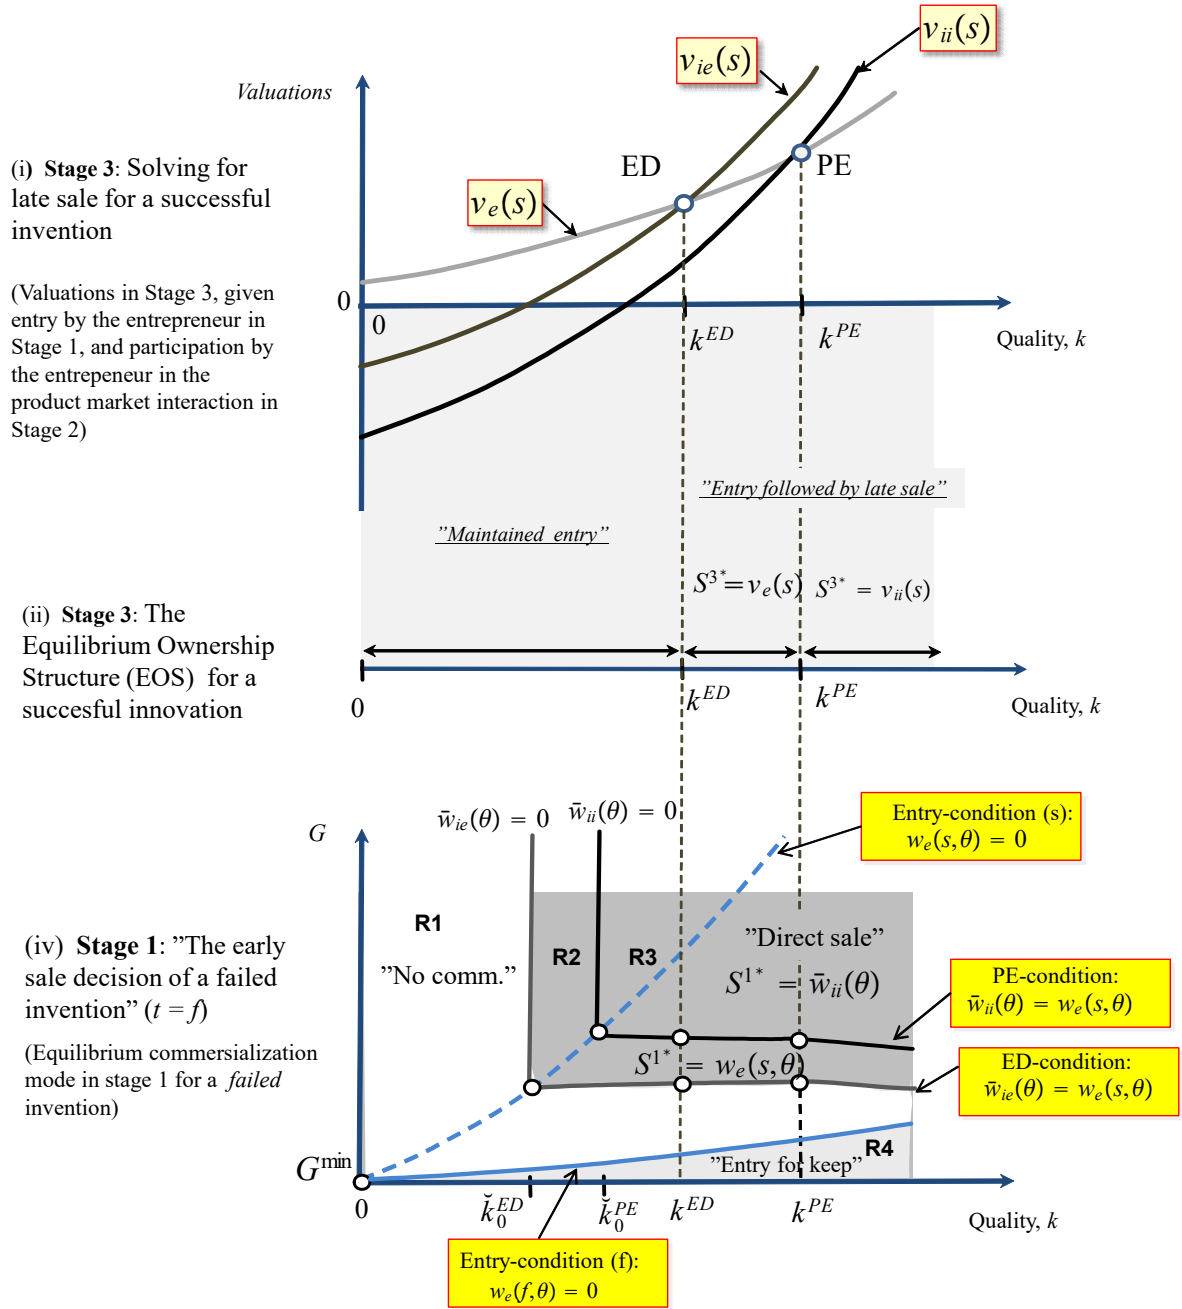 v_ii(s)
v_ie(s)
Valuations
(i) Stage 3: Solving for
late sale for a successful
invention
ED
PE
v_e(s)
(Valuations in Stage 3, given
entry by the entrepreneur in
Stage 1, and participation by
the entrepeneur in the
product market interaction in
Stage 2)
0
0
k^ED
k^PE
Quality, k
"Entry followed by late sale"
"Maintained entry"
S^3* = v_e(s)
S^3* = v_ii(s)
(ii) Stage 3: The
Equilibrium Ownership
Structure (EOS) for a
succesful innovation
0
k^ED
k^PE
Quality, k
G
w̄_ie(θ) = 0
w̄_ii(θ) = 0
Entry-condition (s):
w_e(s,θ) = 0
(iv) Stage 1: "The early
sale decision of a failed
invention" (t = f)
(Equilibrium commersialization
mode in stage 1 for a failed
invention)
R1
"No comm."
R2
R3
"Direct sale"
S^1* = w̄_ii(θ)
PE-condition:
w̄_ii(θ) = w_e(s,θ)
S^1* = w_e(s,θ)
ED-condition:
w̄_ie(θ) = w_e(s,θ)
G^min
"Entry for keep"
R4
0
ǩ_0^ED
ǩ_0^PE
k^ED
k^PE
Quality, k
Entry-condition (f):
w_e(f,θ) = 0